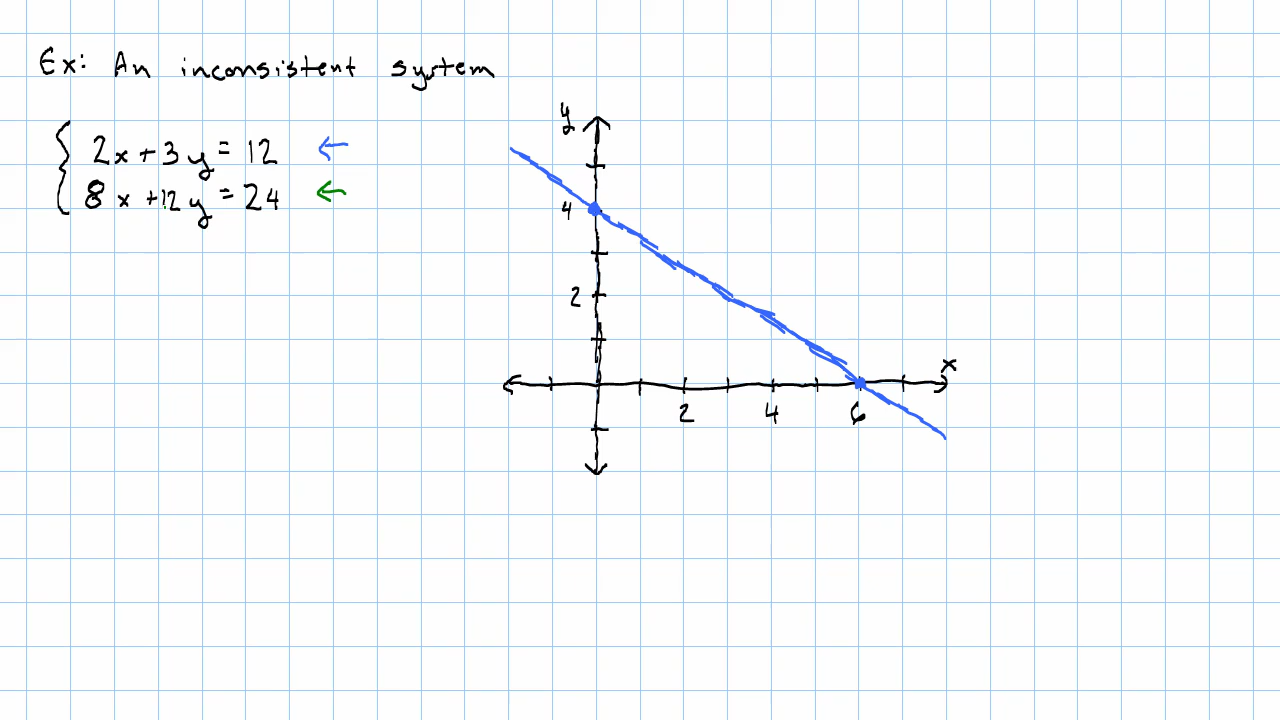 Ex: An inconsistent system
2x + 3y = 12
8x + 12y = 24
y
4
2
x
2 4 6